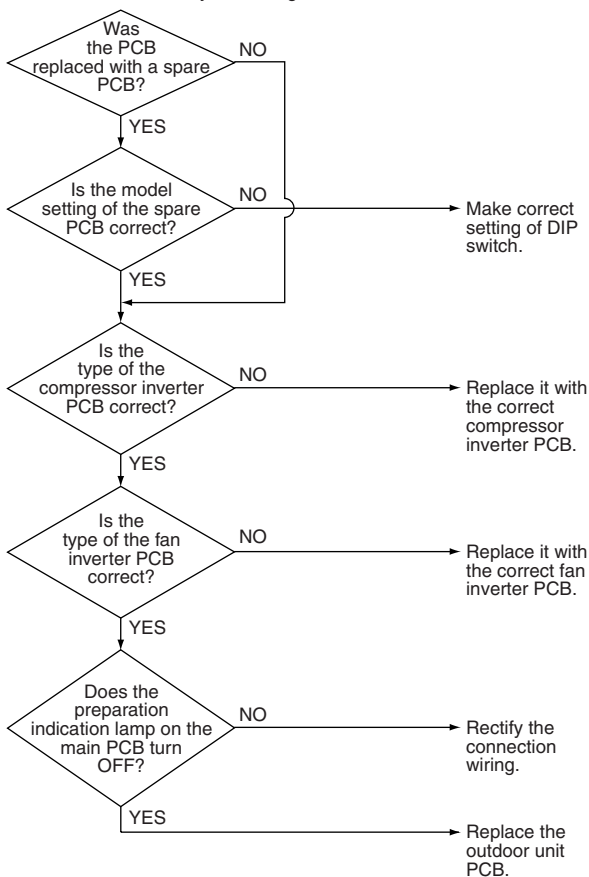 Was
the PCB
replaced with a spare
PCB?
NO
YES
Is the model
setting of the spare
PCB correct?
NO
Make correct
setting of DIP
switch.
YES
Is the
type of the
compressor inverter
PCB correct?
NO
Replace it with
the correct
compressor
inverter PCB.
YES
Is the
type of the fan
inverter PCB
correct?
NO
Replace it with
the correct fan
inverter PCB.
YES
Does the
preparation
indication lamp on the
main PCB turn
OFF?
NO
Rectify the
connection
wiring.
YES
Replace the
outdoor unit
PCB.